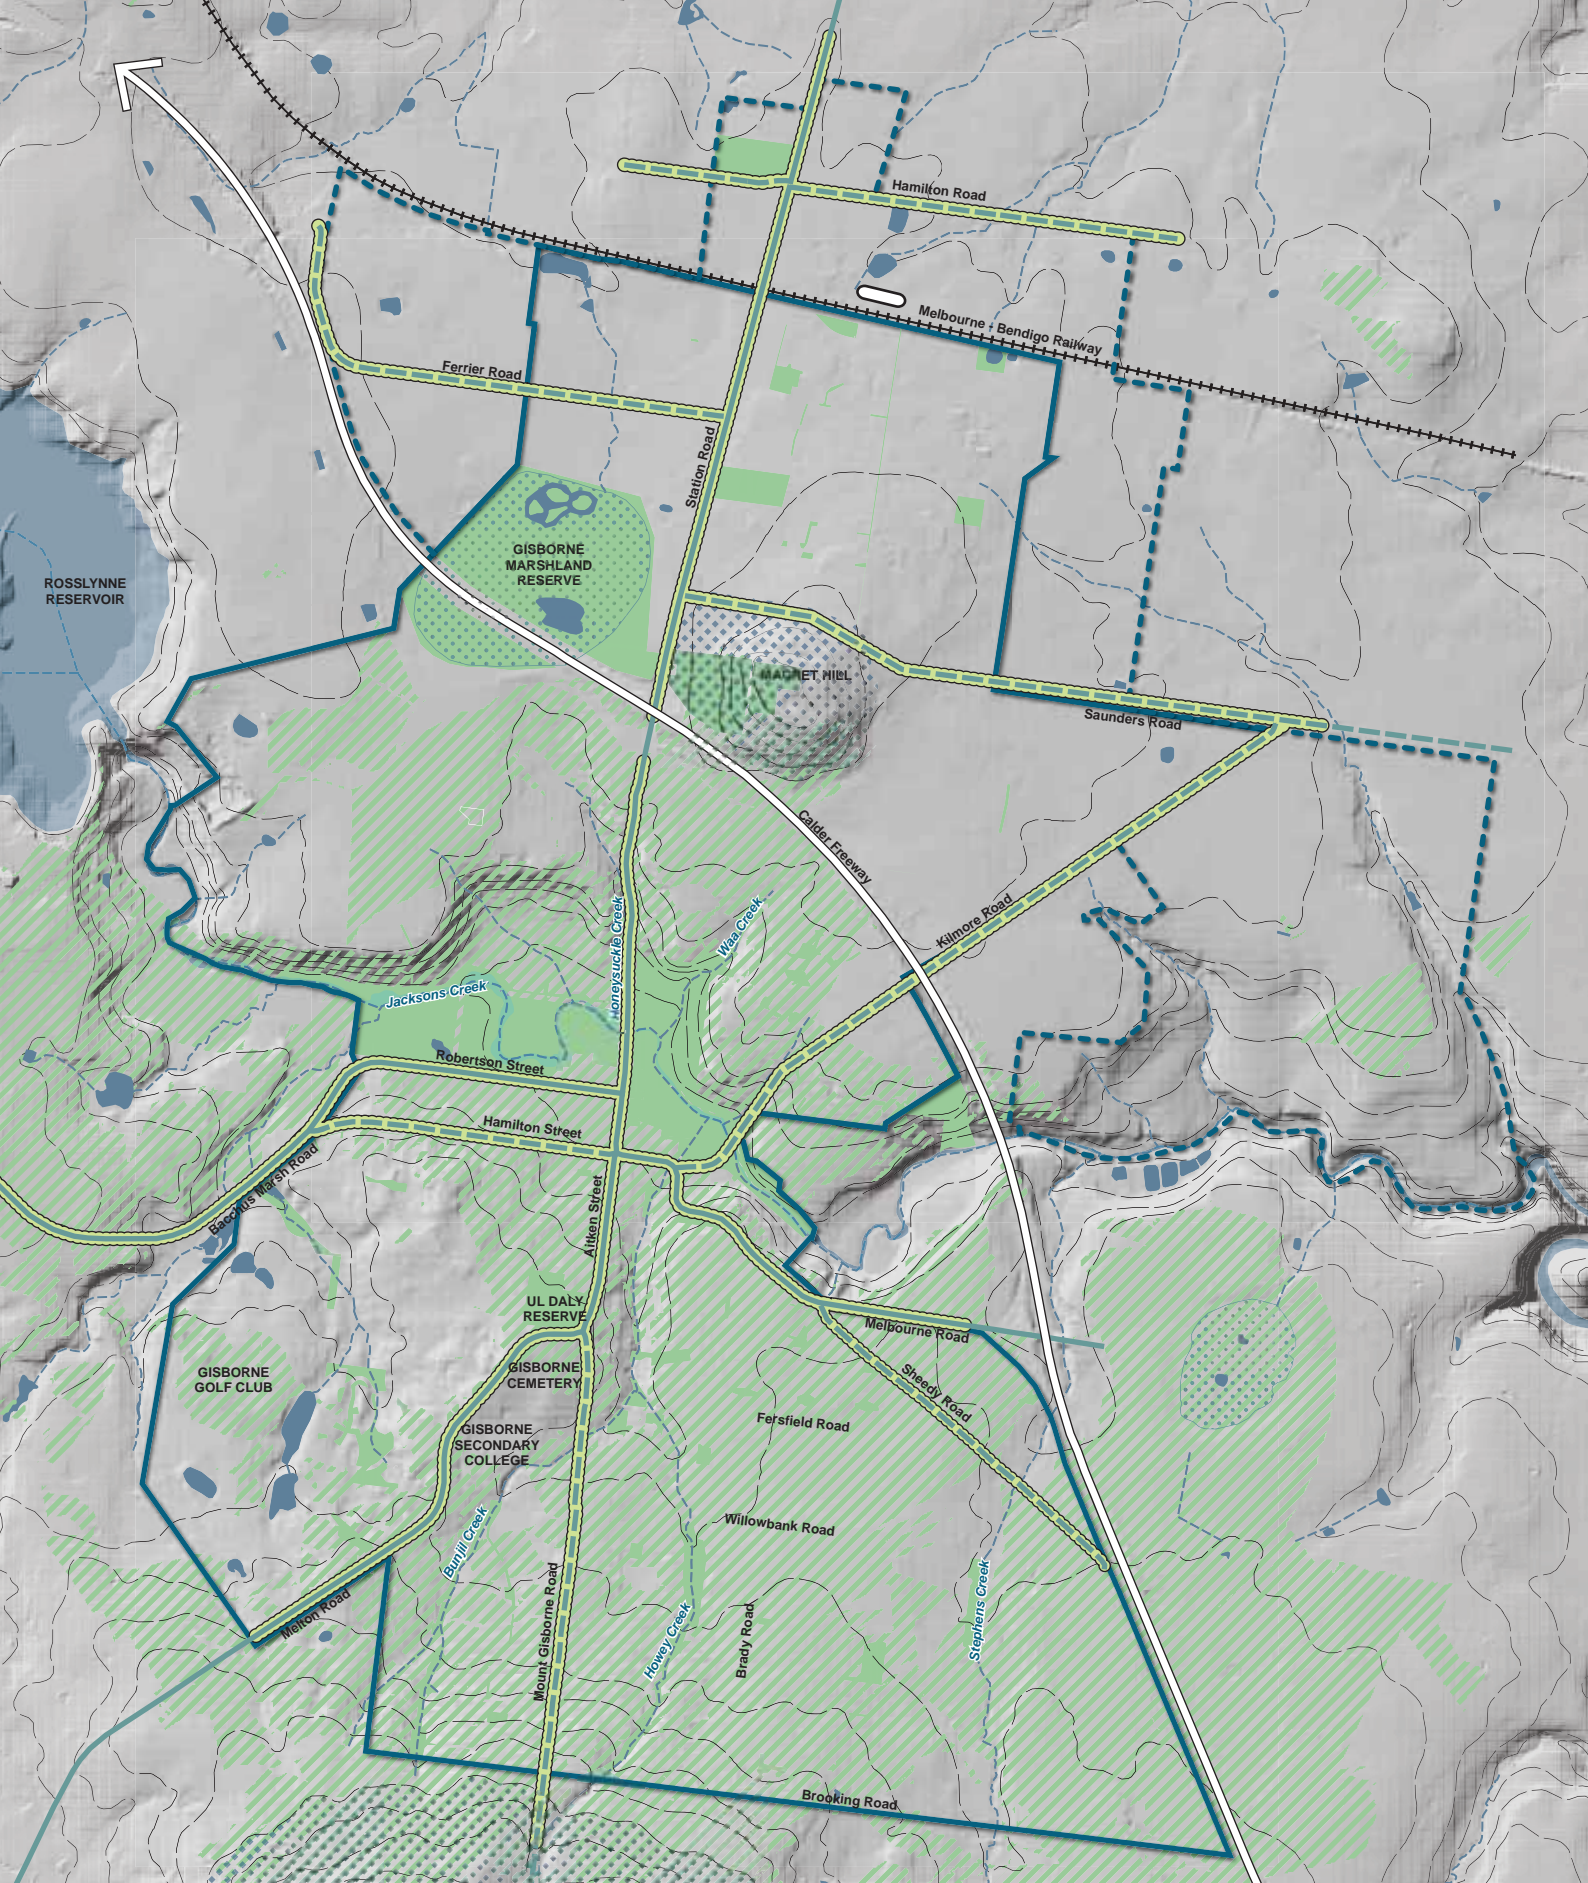 Hamilton Road
Melbourne - Bendigo Railway
Ferrier Road
Station Road
GISBORNE
MARSHLAND
RESERVE
ROSSLYNNE
RESERVOIR
MAGNET HILL
Saunders Road
Calder Freeway
Kilmore Road
Honeysuckle Creek
Waa Creek
Jacksons Creek
Robertson Street
Hamilton Street
Bacchus Marsh Road
Aitken Street
UL DALY
RESERVE
Melbourne Road
GISBORNE
GOLF CLUB
GISBORNE
CEMETERY
Sheedy Road
Fersfield Road
GISBORNE
SECONDARY
COLLEGE
Willowbank Road
Bunjil Creek
Stephens Creek
Mount Gisborne Road
Howey Creek
Brady Road
Melton Road
Brooking Road